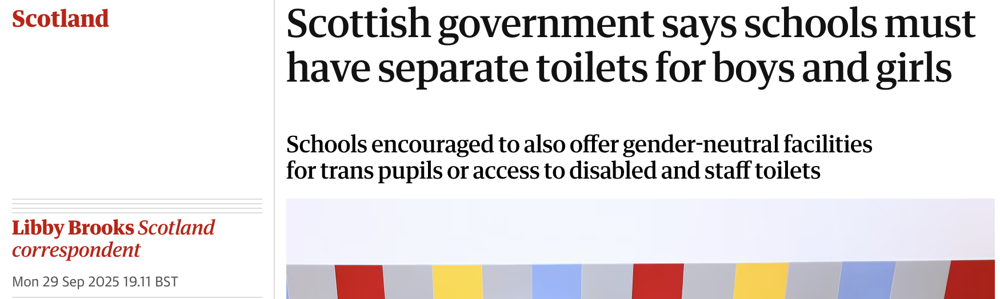 Scotland
Scottish government says schools must
have separate toilets for boys and girls
Schools encouraged to also offer gender-neutral facilities
for trans pupils or access to disabled and staff toilets
Libby Brooks Scotland
correspondent
Mon 29 Sep 2025 19.11 BST